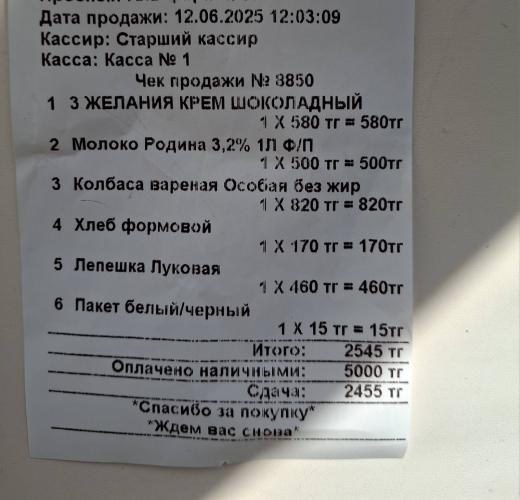 Дата продажи: 12.06.2025 12:03:09
Кассир: Старший кассир
Касса: Касса № 1
Чек продажи № 8850
1 3 ЖЕЛАНИЯ КРЕМ ШОКОЛАДНЫЙ
1 X 580 тг = 580тг
2 Молоко Родина 3,2% 1Л Ф/П
1 X 500 тг = 500тг
3 Колбаса вареная Особая без жир
1 X 820 тг = 820тг
4 Хлеб формовой
1 X 170 тг = 170тг
5 Лепешка Луковая
1 X 460 тг = 460тг
6 Пакет белый/черный
1 X 15 тг = 15тг
Итого: 2545 тг
Оплачено наличными: 5000 тг
Сдача: 2455 тг
*Спасибо за покупку*
*Ждем вас снова*